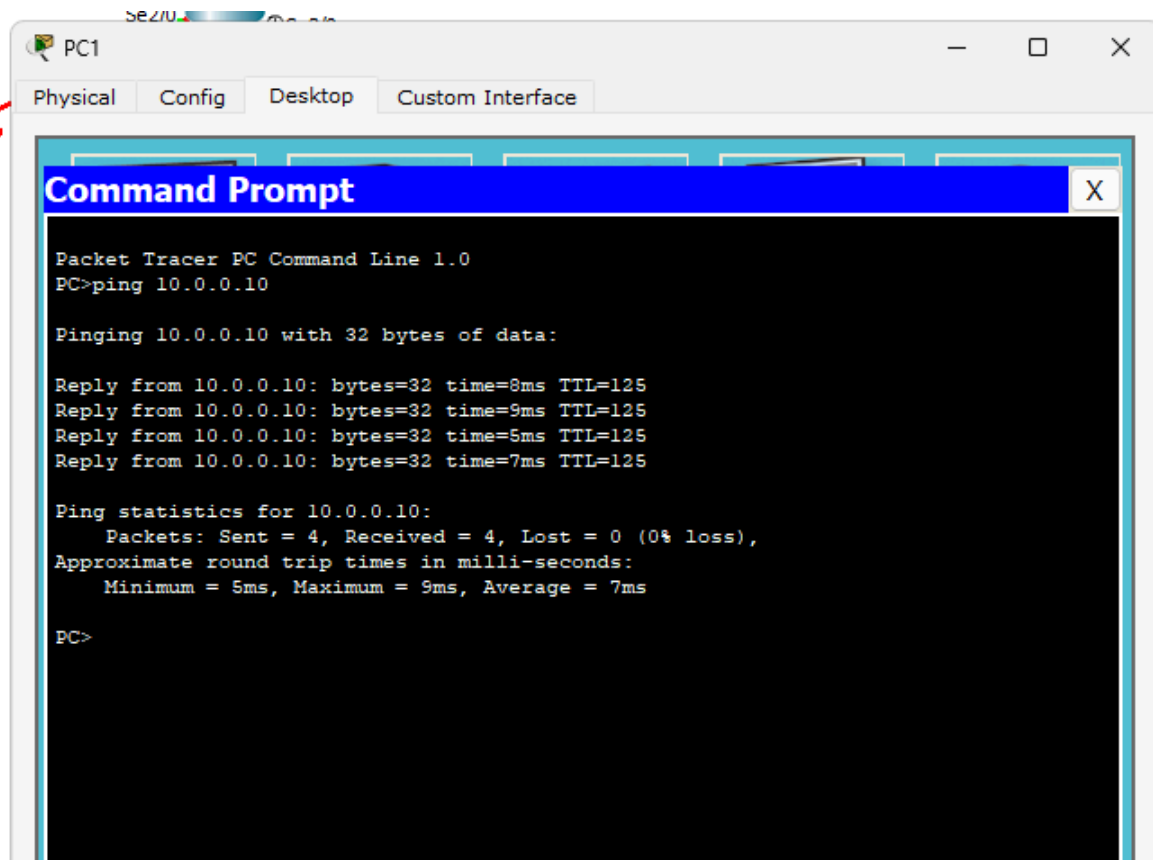 Se2/0
PC1
Physical Config Desktop Custom Interface
Command Prompt X
Packet Tracer PC Command Line 1.0
PC>ping 10.0.0.10
Pinging 10.0.0.10 with 32 bytes of data:
Reply from 10.0.0.10: bytes=32 time=8ms TTL=125
Reply from 10.0.0.10: bytes=32 time=9ms TTL=125
Reply from 10.0.0.10: bytes=32 time=5ms TTL=125
Reply from 10.0.0.10: bytes=32 time=7ms TTL=125
Ping statistics for 10.0.0.10:
Packets: Sent = 4, Received = 4, Lost = 0 (0% loss),
Approximate round trip times in milli-seconds:
Minimum = 5ms, Maximum = 9ms, Average = 7ms
PC>